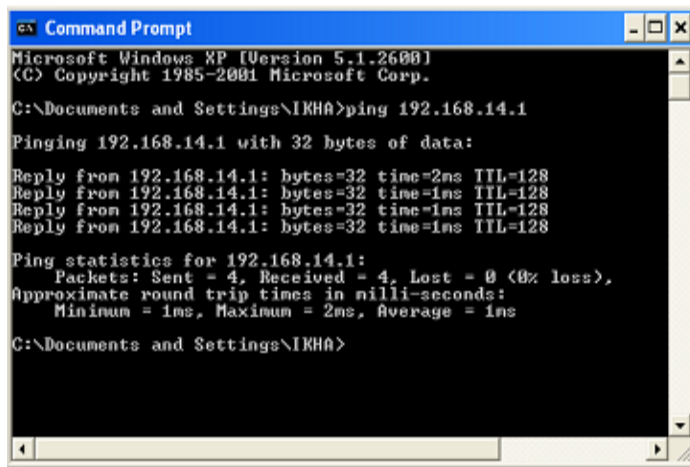 Command Prompt
Microsoft Windows XP [Version 5.1.2600]
(C) Copyright 1985-2001 Microsoft Corp.
C:\Documents and Settings\IKHA>ping 192.168.14.1
Pinging 192.168.14.1 with 32 bytes of data:
Reply from 192.168.14.1: bytes=32 time=2ms TTL=128
Reply from 192.168.14.1: bytes=32 time=1ms TTL=128
Reply from 192.168.14.1: bytes=32 time=1ms TTL=128
Reply from 192.168.14.1: bytes=32 time=1ms TTL=128
Ping statistics for 192.168.14.1:
Packets: Sent = 4, Received = 4, Lost = 0 (0% loss),
Approximate round trip times in milli-seconds:
Minimum = 1ms, Maximum = 2ms, Average = 1ms
C:\Documents and Settings\IKHA>